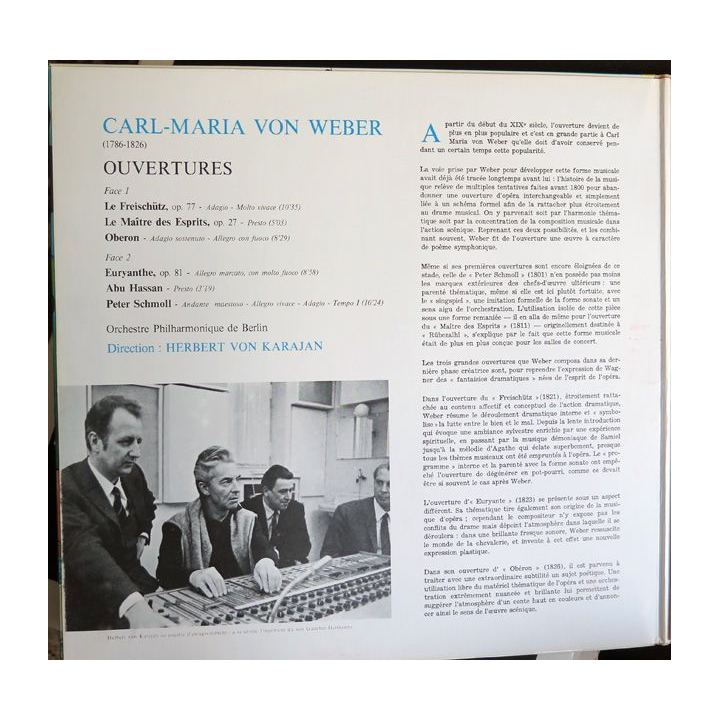 CARL-MARIA VON WEBER
(1786-1826)
OUVERTURES
Face 1
Le Freischütz, op. 77 - Adagio - Molto vivace (10'35)
Le Maître des Esprits, op. 27 - Presto (5'03)
Oberon - Adagio sostenuto - Allegro con fuoco (8'29)
Face 2
Euryanthe, op. 81 - Allegro marcato, con molto fuoco (8'58)
Abu Hassan - Presto (3'19)
Peter Schmoll - Andante maestoso - Allegro vivace - Adagio - Tempo I (10'24)
Orchestre Philharmonique de Berlin
Direction : HERBERT VON KARAJAN
Herbert von Karajan au pupitre d'enregistrement : à sa droite, l'ingénieur du son Günther Hermanns
A partir du début du XIXe siècle, l'ouverture devient de
plus en plus populaire et c'est en grande partie à Carl
Maria von Weber qu'elle doit d'avoir conservé pen-
dant un certain temps cette popularité.
La voie prise par Weber pour développer cette forme musicale
avait déjà été tracée longtemps avant lui : l'histoire de la musi-
que relève de multiples tentatives faites avant 1800 pour aban-
donner une ouverture d'opéra interchangeable et simplement
liée à un schéma formel afin de la rattacher plus étroitement
au drame musical. On y parvenait soit par l'harmonie théma-
tique soit par la concentration de la composition musicale dans
l'action scénique. Reprenant ces deux possibilités, et les combi-
nant souvent, Weber fit de l'ouverture une œuvre à caractère
de poème symphonique.
Même si ses premières ouvertures sont encore éloignées de ce
stade, celle de « Peter Schmoll » (1801) n'en possède pas moins
les marques extérieures des chefs-d'œuvre ultérieurs : une
parenté thématique, même si elle est ici plutôt fortuite, avec
le « singspiel », une imitation formelle de la forme sonate et un
sens aigu de l'orchestration. L'utilisation isolée de cette pièce
sous une forme remaniée — il en alla de même pour l'ouverture
du « Maître des Esprits » (1811) — originellement destinée à
« Rübezahl », s'explique par le fait que cette forme musicale
était de plus en plus conçue pour les salles de concert.
Les trois grandes ouvertures que Weber composa dans sa der-
nière phase créatrice sont, pour reprendre l'expression de Wag-
ner des « fantaisies dramatiques » nées de l'esprit de l'opéra.
Dans l'ouverture du « Freischütz » (1821), étroitement ratta-
chée au contenu affectif et conceptuel de l'action dramatique,
Weber résume le déroulement dramatique interne et « symbo-
lise » la lutte entre le bien et le mal. Depuis la lente introduction
qui évoque une ambiance sylvestre enrichie par une expérience
spirituelle, en passant par la musique démoniaque de Samiel
jusqu'à la mélodie d'Agathe qui éclate superbement, presque
tous les thèmes musicaux ont été empruntés à l'opéra. Le « pro-
gramme » interne et la parenté avec la forme sonate ont empê-
ché l'ouverture de dégénérer en pot-pourri, comme ce devait
être si souvent le cas après Weber.
L'ouverture d'« Euryante » (1823) se présente sous un aspect
différent. Sa thématique tire également son origine de la musi-
que d'opéra ; cependant le compositeur n'y expose pas les
conflits du drame mais dépeint l'atmosphère dans laquelle il se
déroulera : dans une brillante fresque sonore, Weber ressuscite
le monde de la chevalerie, et invente à cet effet une nouvelle
expression plastique.
Dans son ouverture d' « Obéron » (1826), il est parvenu à
traiter avec une extraordinaire subtilité un sujet poétique. Une
utilisation libre du matériel thématique de l'opéra et une orches-
tration extrêmement nuancée et brillante lui permettent de
suggérer l'atmosphère d'un conte haut en couleurs et d'annon-
cer ainsi le sens de l'œuvre scénique.